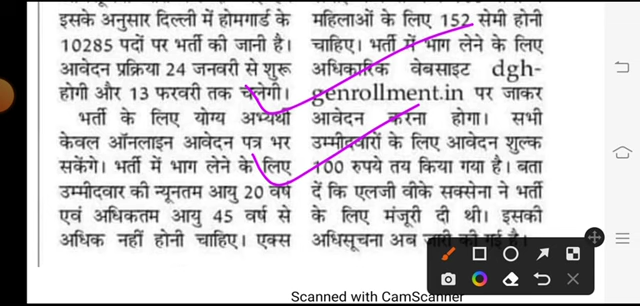 इसके अनुसार दिल्ली में होमगार्ड के
10285 पदों पर भर्ती की जानी है।
आवेदन प्रक्रिया 24 जनवरी से शुरू
होगी और 13 फरवरी तक चलेगी।
भर्ती के लिए योग्य अभ्यर्थी
केवल ऑनलाइन आवेदन पत्र भर
सकेंगे। भर्ती में भाग लेने के लिए
उम्मीदवार की न्यूनतम आयु 20 वर्ष
एवं अधिकतम आयु 45 वर्ष से
अधिक नहीं होनी चाहिए। एक्स
महिलाओं के लिए 152 सेमी होनी
चाहिए। भर्ती में भाग लेने के लिए
अधिकारिक वेबसाइट dgh-
genrollment.in पर जाकर
आवेदन करना होगा। सभी
उम्मीदवारों के लिए आवेदन शुल्क
100 रुपये तय किया गया है। बता
दें कि एलजी वीके सक्सेना ने भर्ती
के लिए मंजूरी दी थी। इसकी
अधिसूचना अब जारी की गई है।
Scanned with CamScanner